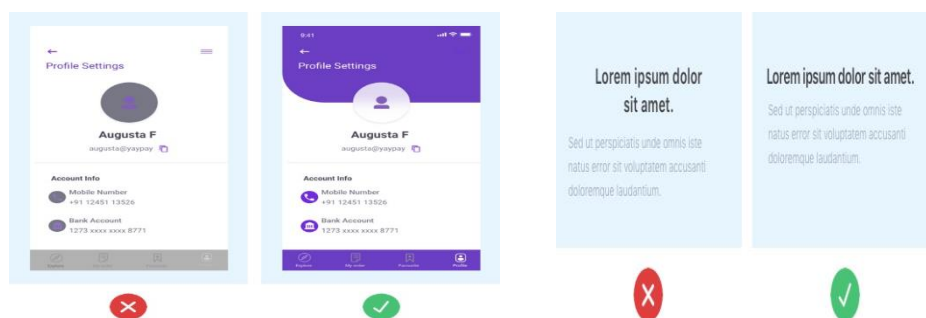 Profile Settings
Augusta F
augusta@yaypay
Account Info
Mobile Number
+91 12451 13526
Bank Account
1273 xxxx xxxx 8771
9:41
Profile Settings
Augusta F
augusta@yaypay
Account Info
Mobile Number
+91 12451 13526
Bank Account
1273 xxxx xxxx 8771
Explore
My order
Favourite
Profile
Lorem ipsum dolor
sit amet.
Sed ut perspiciatis unde omnis iste
natus error sit voluptatem accusanti
doloremque laudantium.
Lorem ipsum dolor sit amet.
Sed ut perspiciatis unde omnis iste
natus error sit voluptatem accusanti
doloremque laudantium.